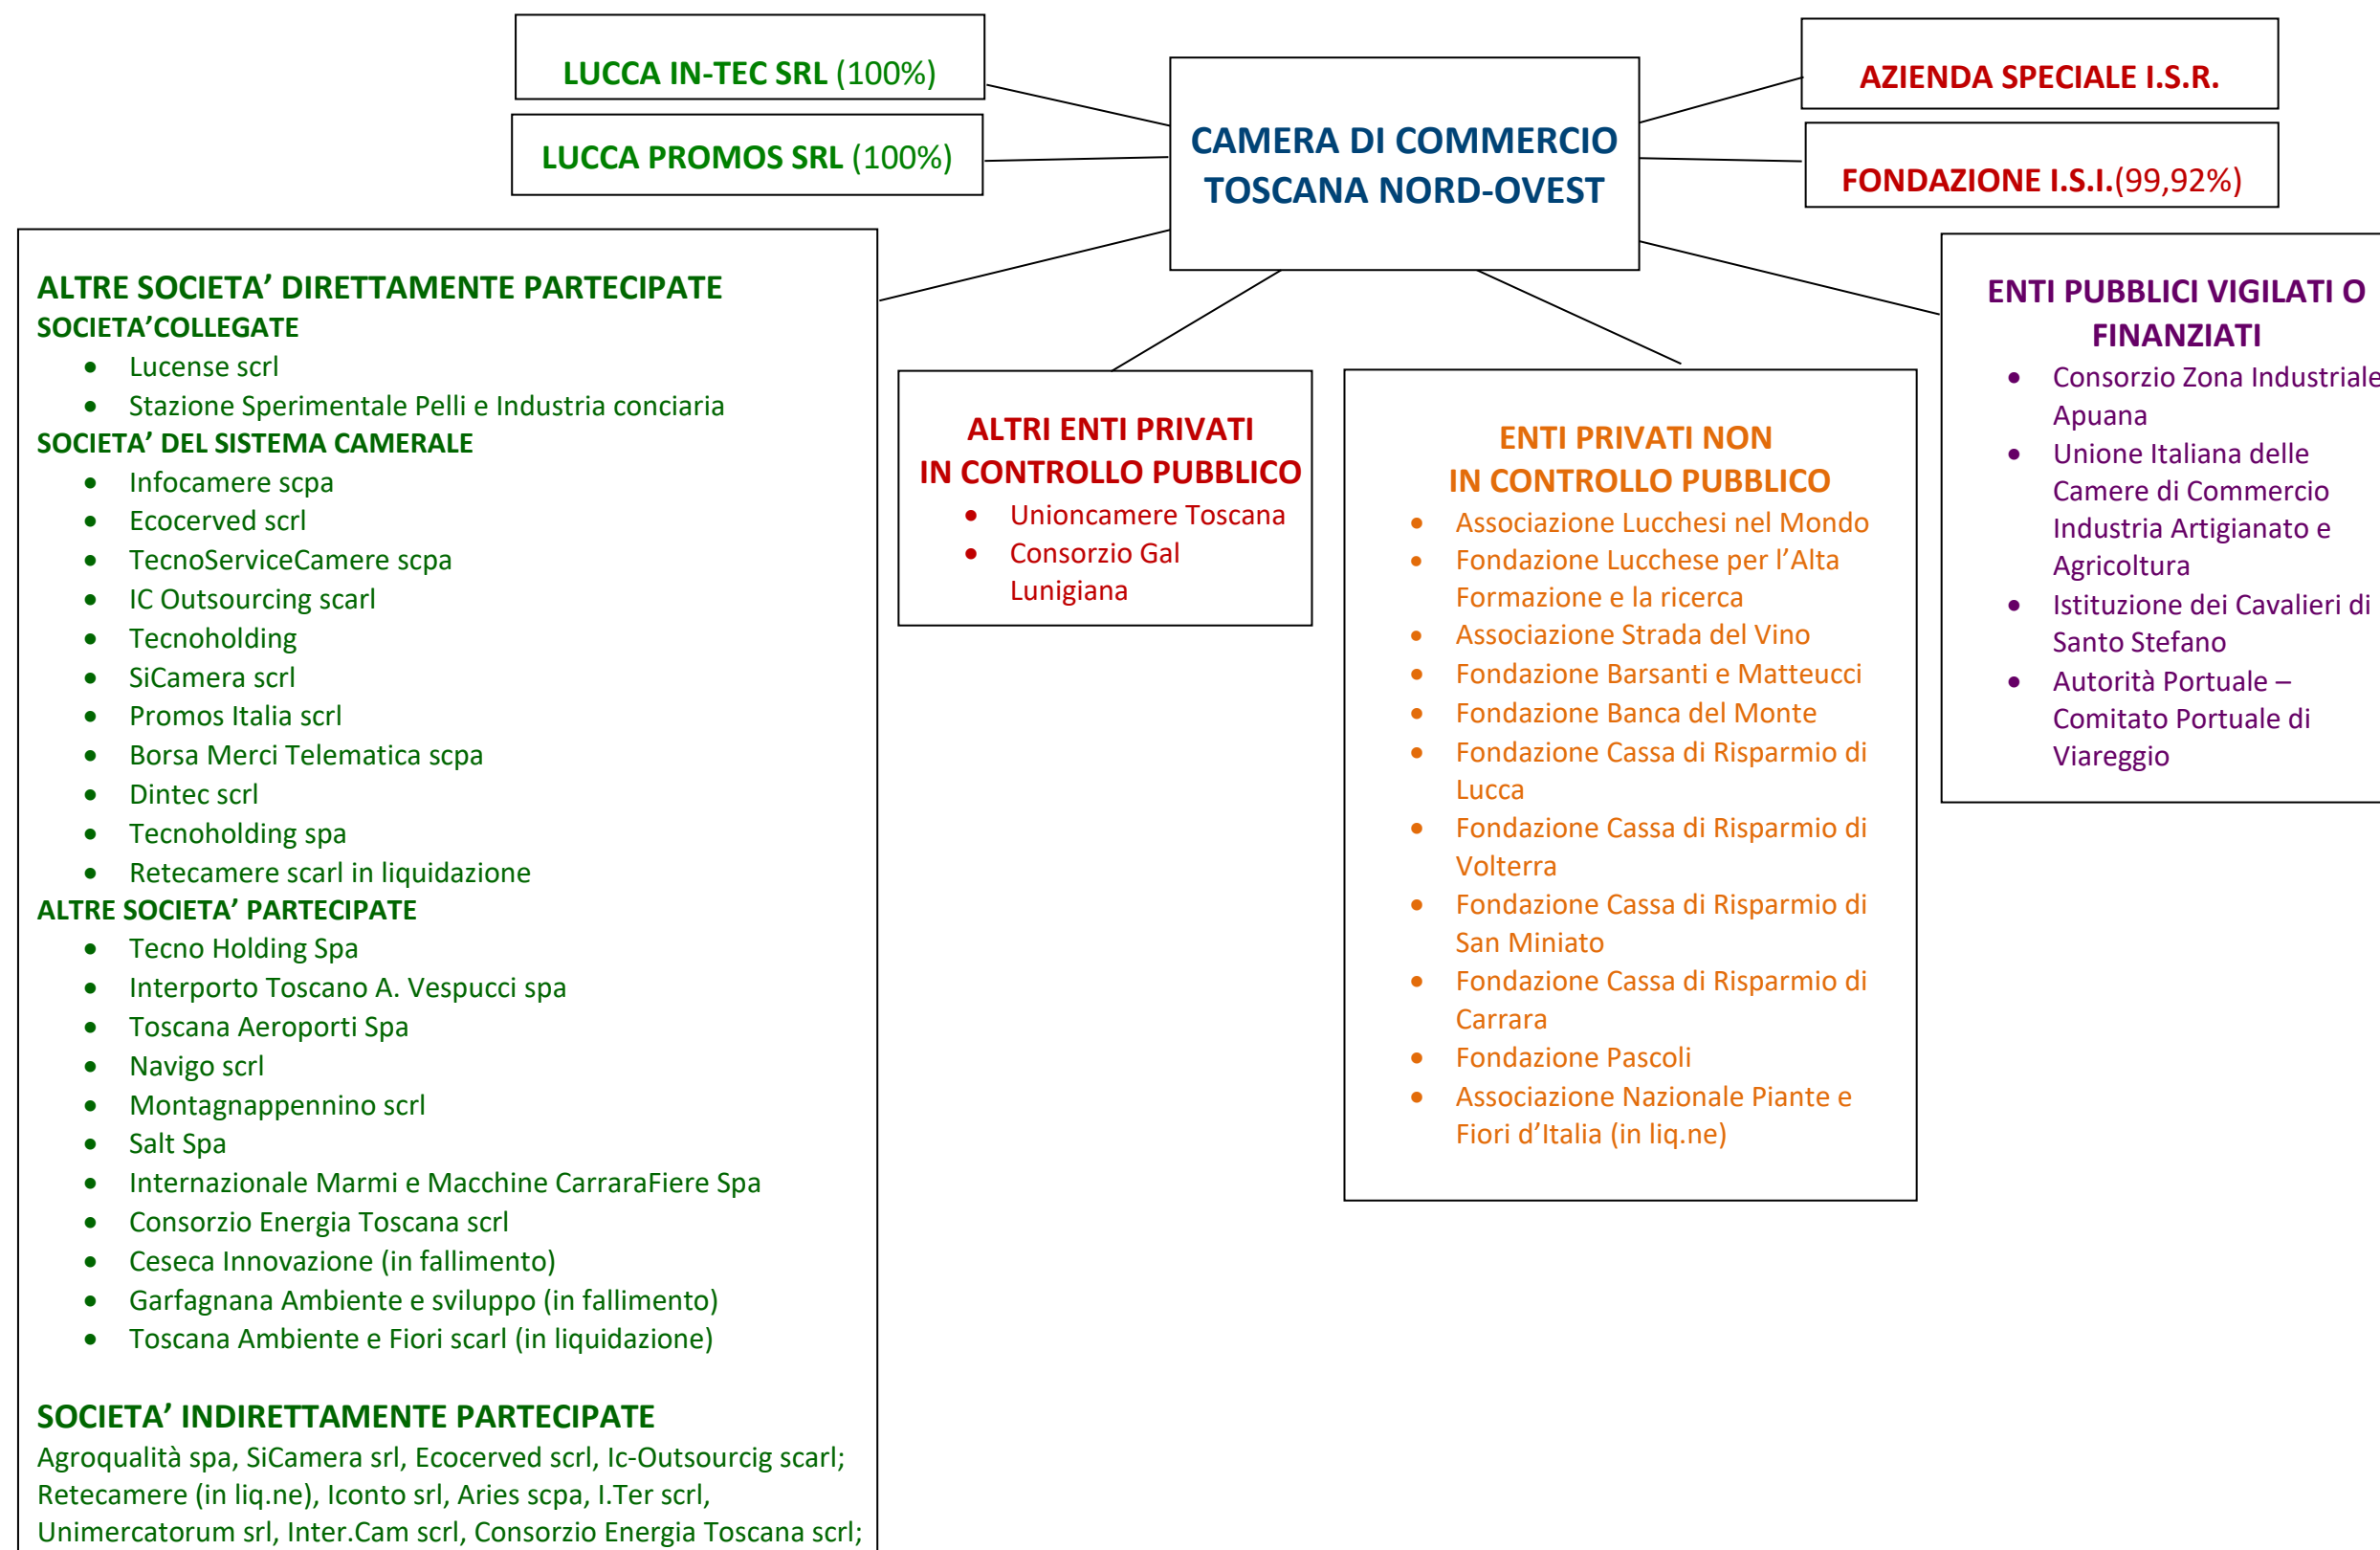 LUCCA IN-TEC SRL (100%)
LUCCA PROMOS SRL (100%)
CAMERA DI COMMERCIO
TOSCANA NORD-OVEST
AZIENDA SPECIALE I.S.R.
FONDAZIONE I.S.I.(99,92%)
ALTRE SOCIETA’ DIRETTAMENTE PARTECIPATE
SOCIETA’COLLEGATE
• Lucense scrl
• Stazione Sperimentale Pelli e Industria conciaria
SOCIETA’ DEL SISTEMA CAMERALE
• Infocamere scpa
• Ecocerved scrl
• TecnoServiceCamere scpa
• IC Outsourcing scarl
• Tecnoholding
• SiCamera scrl
• Promos Italia scrl
• Borsa Merci Telematica scpa
• Dintec scrl
• Tecnoholding spa
• Retecamere scarl in liquidazione
ALTRE SOCIETA’ PARTECIPATE
• Tecno Holding Spa
• Interporto Toscano A. Vespucci spa
• Toscana Aeroporti Spa
• Navigo scrl
• Montagnappennino scrl
• Salt Spa
• Internazionale Marmi e Macchine CarraraFiere Spa
• Consorzio Energia Toscana scrl
• Ceseca Innovazione (in fallimento)
• Garfagnana Ambiente e sviluppo (in fallimento)
• Toscana Ambiente e Fiori scarl (in liquidazione)
SOCIETA’ INDIRETTAMENTE PARTECIPATE
Agroqualità spa, SiCamera srl, Ecocerved scrl, Ic-Outsourcig scarl;
Retecamere (in liq.ne), Iconto srl, Aries scpa, I.Ter scrl,
Unimercatorum srl, Inter.Cam scrl, Consorzio Energia Toscana scrl;
ALTRI ENTI PRIVATI
IN CONTROLLO PUBBLICO
• Unioncamere Toscana
• Consorzio Gal
Lunigiana
ENTI PRIVATI NON
IN CONTROLLO PUBBLICO
• Associazione Lucchesi nel Mondo
• Fondazione Lucchese per l’Alta
Formazione e la ricerca
• Associazione Strada del Vino
• Fondazione Barsanti e Matteucci
• Fondazione Banca del Monte
• Fondazione Cassa di Risparmio di
Lucca
• Fondazione Cassa di Risparmio di
Volterra
• Fondazione Cassa di Risparmio di
San Miniato
• Fondazione Cassa di Risparmio di
Carrara
• Fondazione Pascoli
• Associazione Nazionale Piante e
Fiori d’Italia (in liq.ne)
ENTI PUBBLICI VIGILATI O
FINANZIATI
• Consorzio Zona Industriale
Apuana
• Unione Italiana delle
Camere di Commercio
Industria Artigianato e
Agricoltura
• Istituzione dei Cavalieri di
Santo Stefano
• Autorità Portuale –
Comitato Portuale di
Viareggio